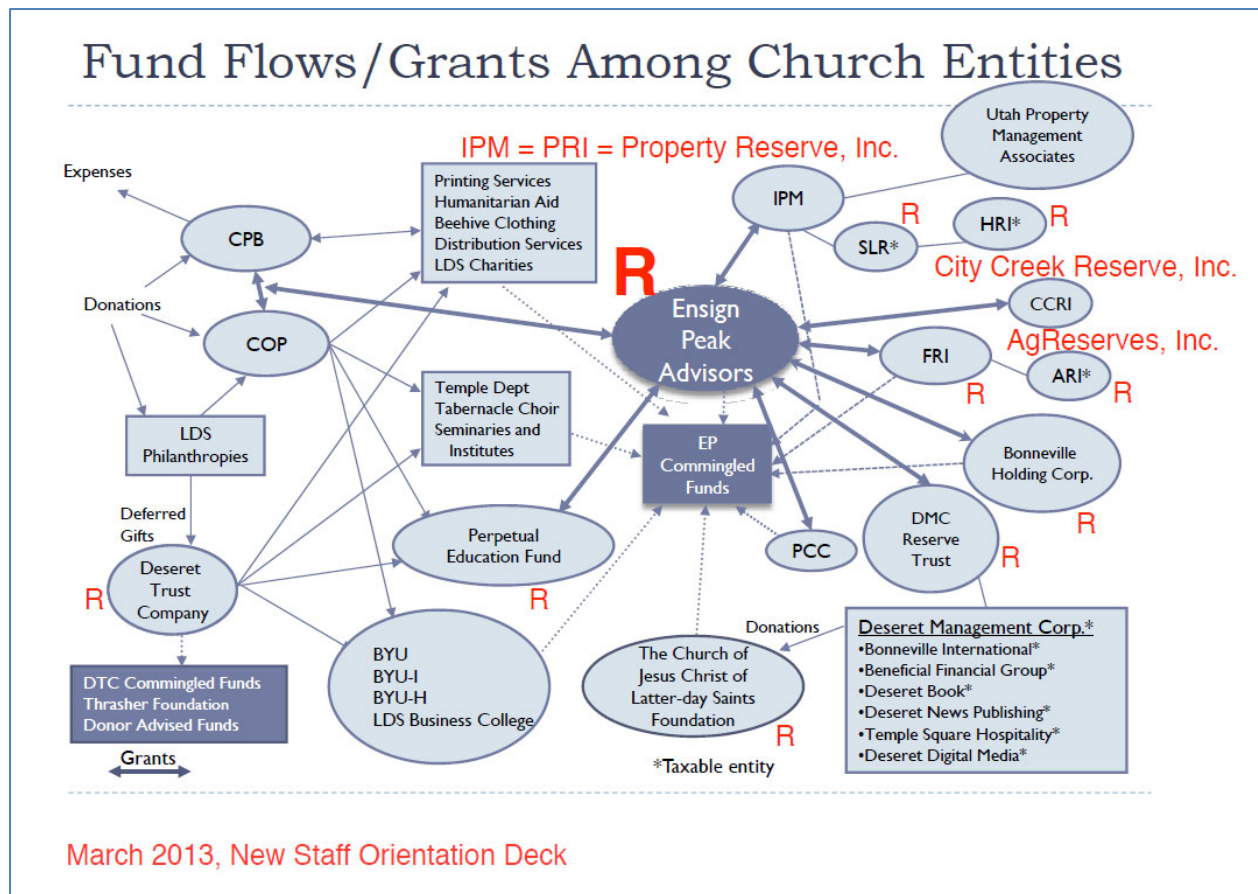 Fund Flows/Grants Among Church Entities
IPM = PRI = Property Reserve, Inc.
Utah Property
Management
Associates
Expenses
CPB
Printing Services
Humanitarian Aid
Beehive Clothing
Distribution Services
LDS Charities
IPM
R
SLR*
HRI*
R
R
City Creek Reserve, Inc.
Donations
COP
Ensign
Peak
Advisors
CCRI
AgReserves, Inc.
FRI
R
ARI*
R
LDS
Philanthropies
Temple Dept
Tabernacle Choir
Seminaries and
Institutes
EP
Commingled
Funds
Bonneville
Holding Corp.
R
Deferred
Gifts
Perpetual
Education Fund
R
PCC
DMC
Reserve
Trust
R
R
Deseret
Trust
Company
DTC Commingled Funds
Thrasher Foundation
Donor Advised Funds
Grants
BYU
BYU-I
BYU-H
LDS Business College
Donations
The Church of
Jesus Christ of
Latter-day Saints
Foundation
R
Deseret Management Corp.*
•Bonneville International*
•Beneficial Financial Group*
•Deseret Book*
•Deseret News Publishing*
•Temple Square Hospitality*
•Deseret Digital Media*
*Taxable entity
March 2013, New Staff Orientation Deck